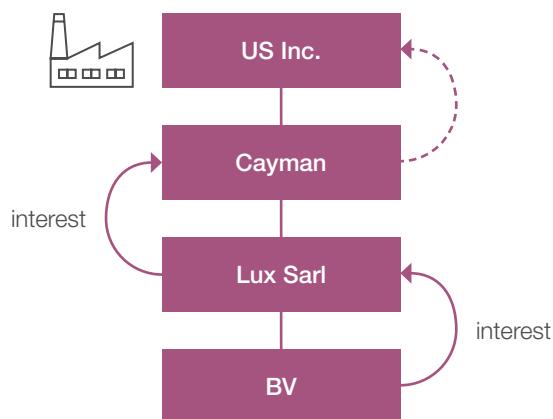 US Inc.
Cayman
interest
Lux Sarl
interest
BV